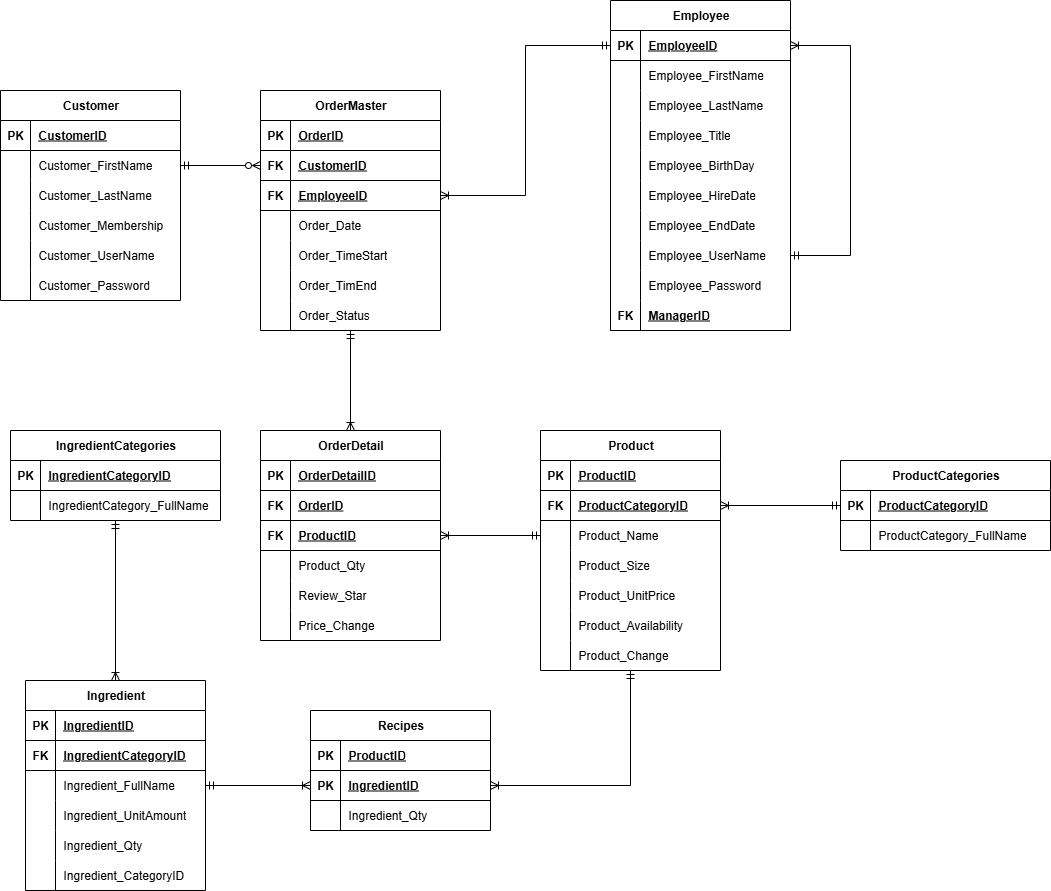 Employee
PK EmployeeID
Employee_FirstName
Employee_LastName
Employee_Title
Employee_BirthDay
Employee_HireDate
Employee_EndDate
Employee_UserName
Employee_Password
FK ManagerID
Customer
PK CustomerID
Customer_FirstName
Customer_LastName
Customer_Membership
Customer_UserName
Customer_Password
OrderMaster
PK OrderID
FK CustomerID
FK EmployeeID
Order_Date
Order_TimeStart
Order_TimEnd
Order_Status
IngredientCategories
PK IngredientCategoryID
IngredientCategory_FullName
OrderDetail
PK OrderDetailID
FK OrderID
FK ProductID
Product_Qty
Review_Star
Price_Change
Product
PK ProductID
FK ProductCategoryID
Product_Name
Product_Size
Product_UnitPrice
Product_Availability
Product_Change
ProductCategories
PK ProductCategoryID
ProductCategory_FullName
Ingredient
PK IngredientID
FK IngredientCategoryID
Ingredient_FullName
Ingredient_UnitAmount
Ingredient_Qty
Ingredient_CategoryID
Recipes
PK ProductID
PK IngredientID
Ingredient_Qty